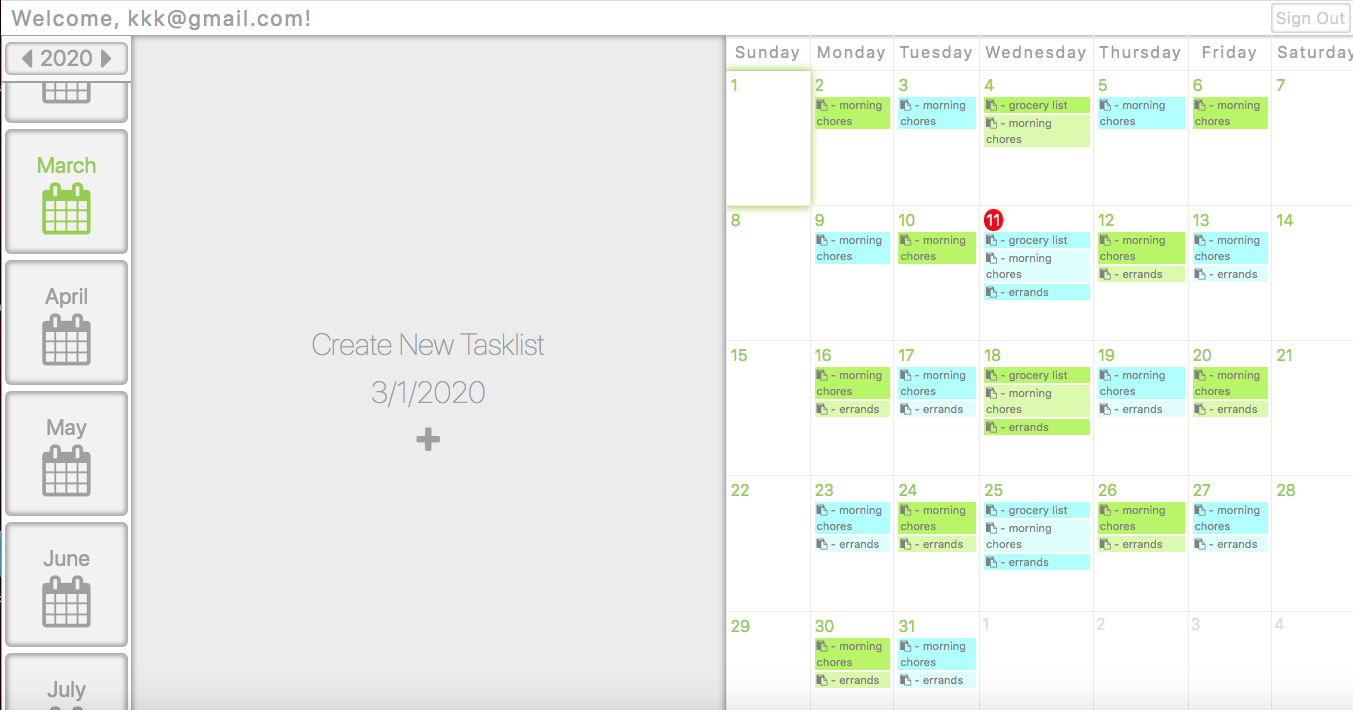 Welcome, kkk@gmail.com!
Sign Out
2020
March
April
May
June
July
Create New Tasklist
3/1/2020
Sunday Monday Tuesday Wednesday Thursday Friday Saturday
1
2
- morning
chores
3
- morning
chores
4
- grocery list
- morning
chores
5
- morning
chores
6
- morning
chores
7
8
9
- morning
chores
10
- morning
chores
11
- grocery list
- morning
chores
- errands
12
- morning
chores
- errands
13
- morning
chores
- errands
14
15
16
- morning
chores
- errands
17
- morning
chores
- errands
18
- grocery list
- morning
chores
- errands
19
- morning
chores
- errands
20
- morning
chores
- errands
21
22
23
- morning
chores
- errands
24
- morning
chores
- errands
25
- grocery list
- morning
chores
- errands
26
- morning
chores
- errands
27
- morning
chores
- errands
28
29
30
- morning
chores
- errands
31
- morning
chores
- errands
1
2
3
4